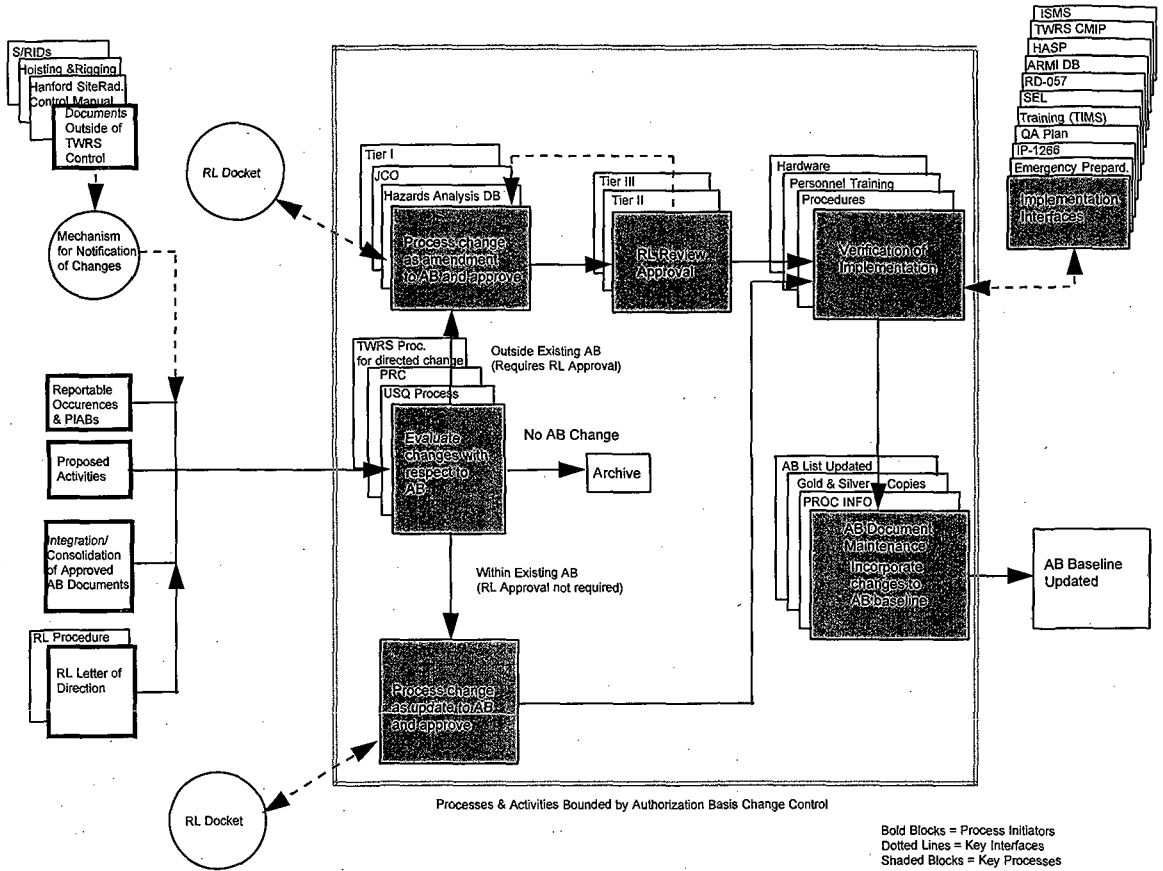 S/RIDs
Hoisting &Rigging
Hanford SiteRad.
Control Manual
Documents
Outside of
TWRS
Control
Mechanism
for Notification
of Changes
RL Docket
Reportable
Occurences
& PIABs
Proposed
Activities
Integration/
Consolidation
of Approved
AB Documents
RL Procedure
RL Letter of
Direction
Tier I
JCO
Hazards Analysis DB
Process change
as amendment
to AB and approve
Tier III
Tier II
RL Review
Approval
Hardware
Personnel Training
Procedures
Verification of
Implementation
ISMS
TWRS CMIP
HASP
ARMI DB
RD-057
SEL
Training (TIMS)
QA Plan
IP-1266
Emergency Prepard.
Implementation
Interfaces
TWRS Proc.
for directed change
PRC
USQ Process
Evaluate
changes with
respect to
AB
Outside Existing AB
(Requires RL Approval)
No AB Change
Archive
Within Existing AB
(RL Approval not required)
Process change
as update to AB
and approve
AB List Updated
Gold & Silver Copies
PROC INFO
AB Document
Maintenance
Incorporate
changes to
AB baseline
AB Baseline
Updated
RL Docket
Processes & Activities Bounded by Authorization Basis Change Control
Bold Blocks = Process Initiators
Dotted Lines = Key Interfaces
Shaded Blocks = Key Processes